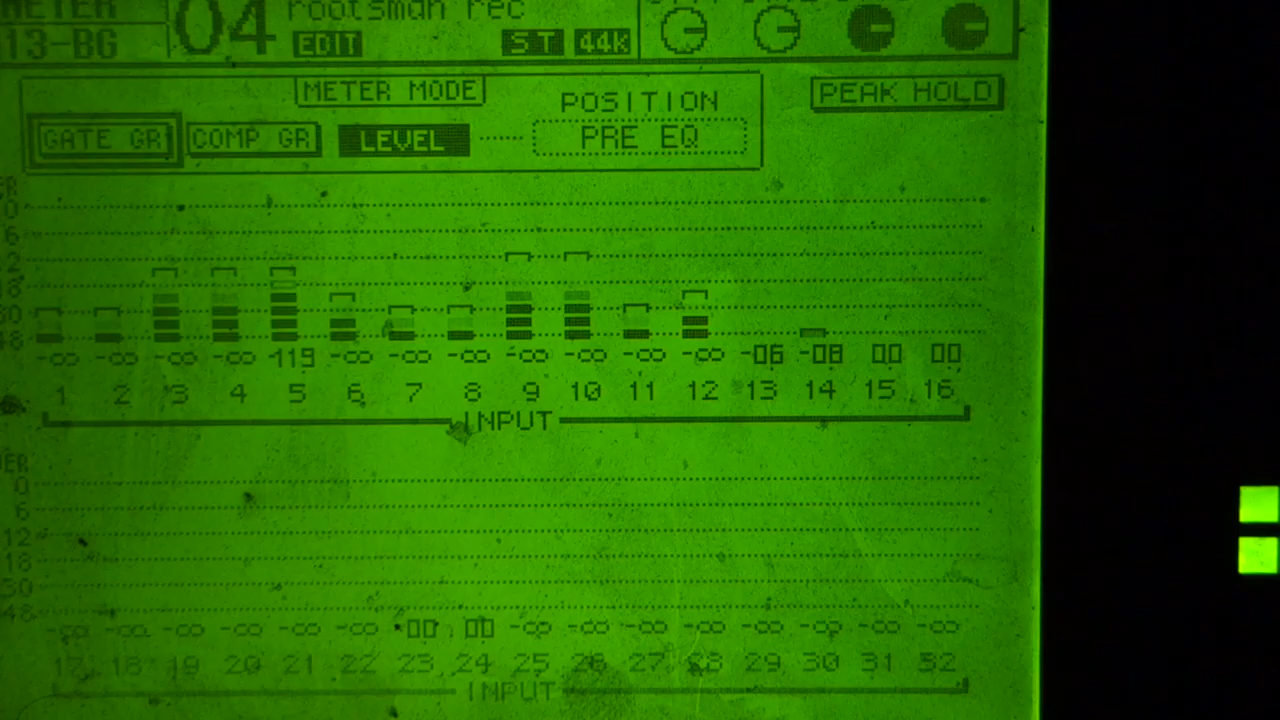 METER
13-BG
04 rootsman rec
EDIT ST 44k
METER MODE
POSITION
PEAK HOLD
GATE GR COMP GR LEVEL PRE EQ
0
6
12
18
30
48
-∞ -∞ -∞ -∞ -119 -∞ -∞ -∞ -∞ -∞ -∞ -∞ -06 -08 00 00
1 2 3 4 5 6 7 8 9 10 11 12 13 14 15 16
INPUT
0
6
12
18
30
48
-∞ -∞ -∞ -∞ -∞ -∞ 00 00 -∞ -∞ -∞ -∞ -∞ -∞ -∞ -∞
17 18 19 20 21 22 23 24 25 26 27 28 29 30 31 32
INPUT